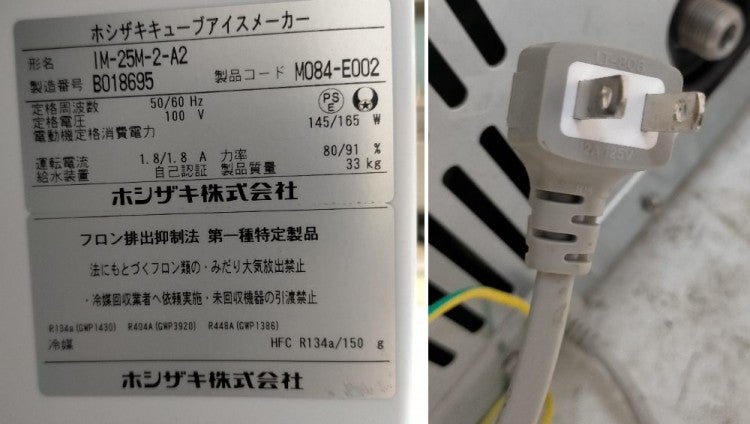 ホシザキキューブアイスメーカー
形名 IM-25M-2-A2
製造番号 B018695 製品コード M084-E002
定格周波数 50/60 Hz
定格電圧 100 V
電動機定格消費電力 145/165 W
PS
E
運転電流 1.8/1.8 A 力率 80/91 %
給水装置 自己認証 製品質量 33 kg
ホシザキ株式会社
フロン排出抑制法 第一種特定製品
法にもとづくフロン類の・みだり大気放出禁止
・冷媒回収業者へ依頼実施・未回収機器の引渡禁止
R134a(GWP1430) R404A(GWP3920) R448A(GWP1386)
冷媒 HFC R134a/150 g
ホシザキ株式会社